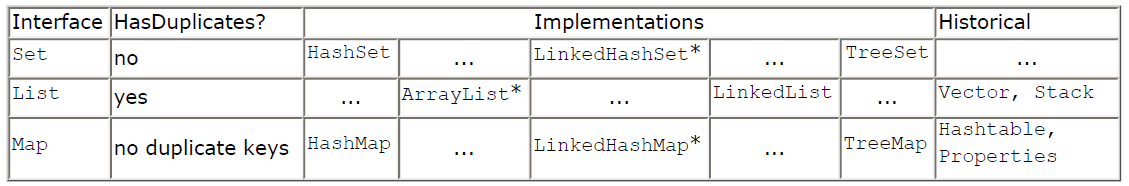 Interface HasDuplicates? Implementations Historical
Set no HashSet ... LinkedHashSet* ... TreeSet ...
List yes ... ArrayList* ... LinkedList ... Vector, Stack
Map no duplicate keys HashMap ... LinkedHashMap* ... TreeMap Hashtable,
Properties